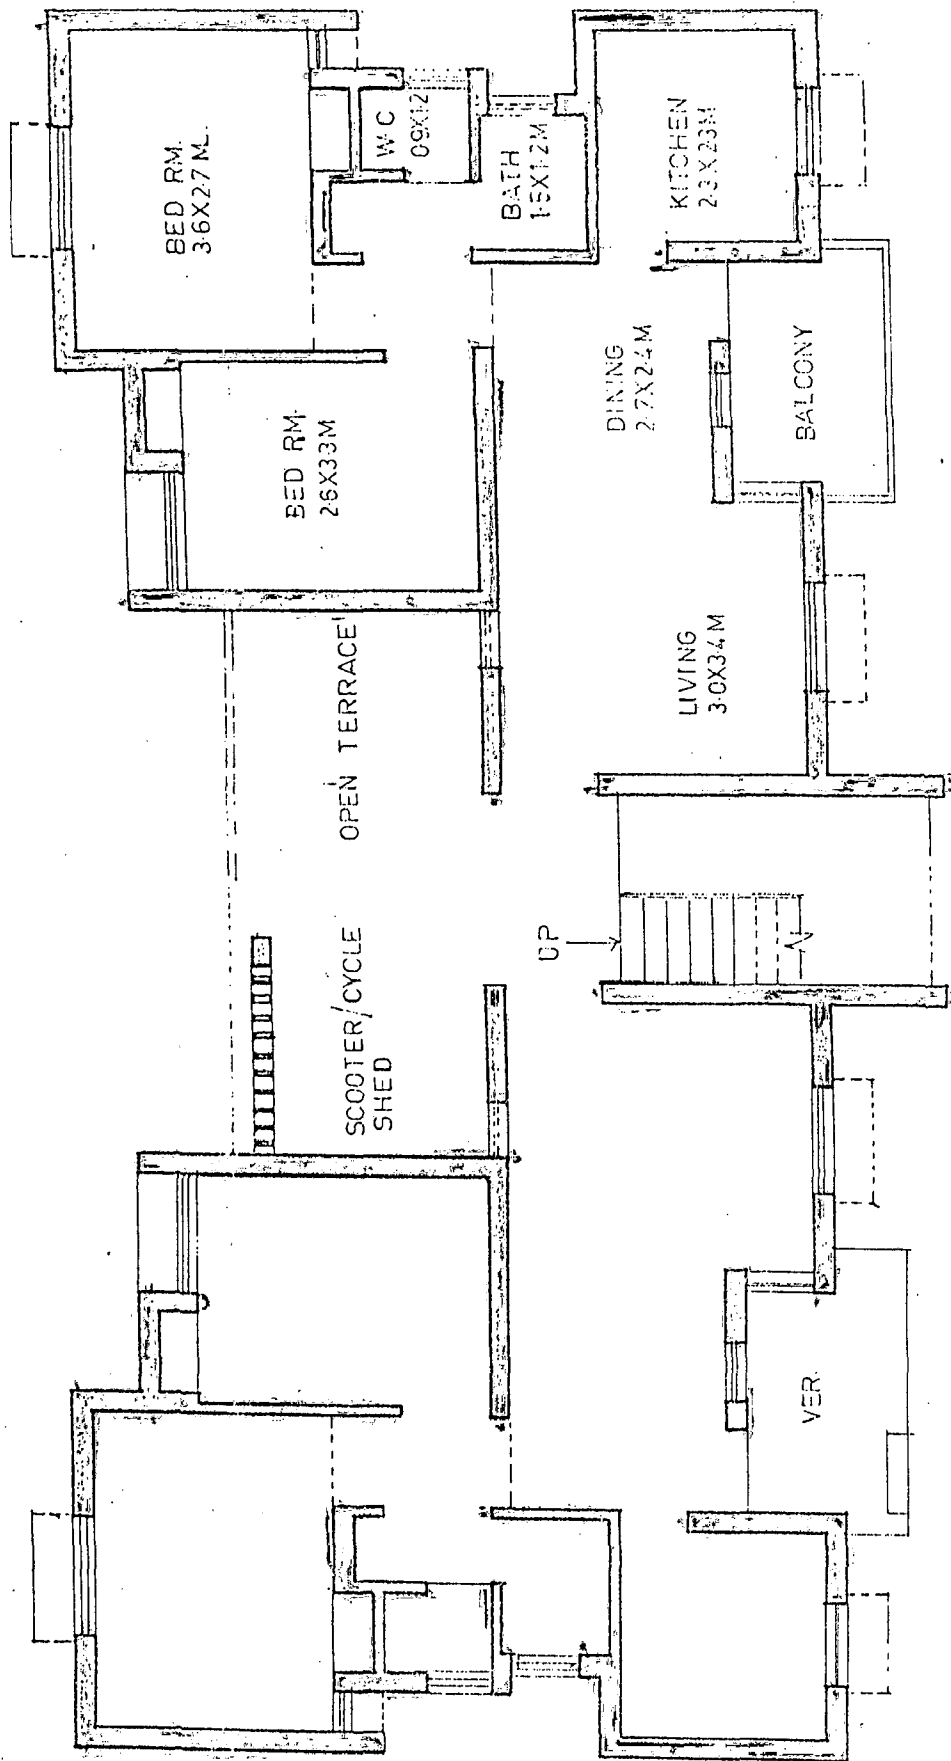 BED RM.
3·6X2·7 M.
W·C
0·9X1·2
BATH
1·5X1·2M
KITCHEN
2·3X2·3M
BED RM·
2·6X3·3M
DINING
2·7X2·4M
BALCONY
OPEN TERRACE
LIVING
3·0X3·4M
SCOOTER/CYCLE
SHED
UP
VER.